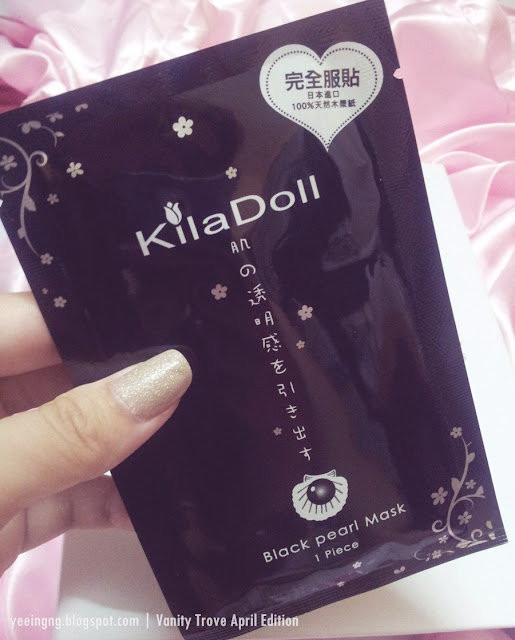 完全服貼
日本進口
100%天然木漿紙
KilaDoll
肌の透明感を引き出す
Black pearl Mask
1 Piece
yeeingng.blogspot.com | Vanity Trove April Edition